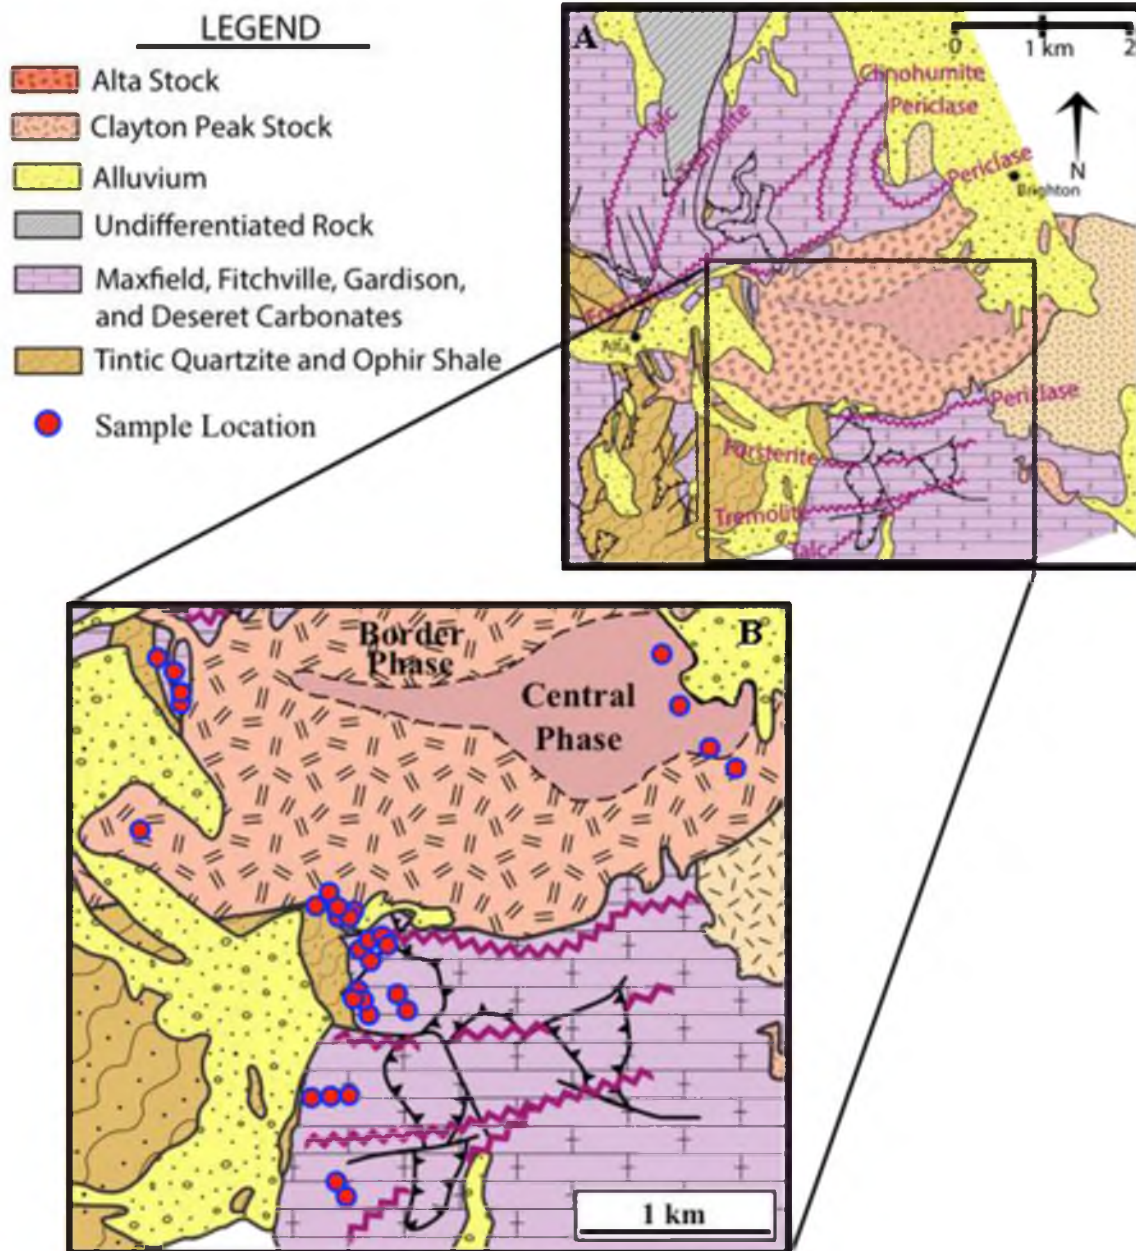 LEGEND
Alta Stock
Clayton Peak Stock
Alluvium
Undifferentiated Rock
Maxfield, Fitchville, Gardison,
and Deseret Carbonates
Tintic Quartzite and Ophir Shale
Sample Location
A
0 1 km 2
Clinohumite
Periclase
Talc
Tremolite
Periclase
N
Brighton
Alta
Periclase
Forsterite
Tremolite
Talc
Border
Phase
B
Central
Phase
1 km